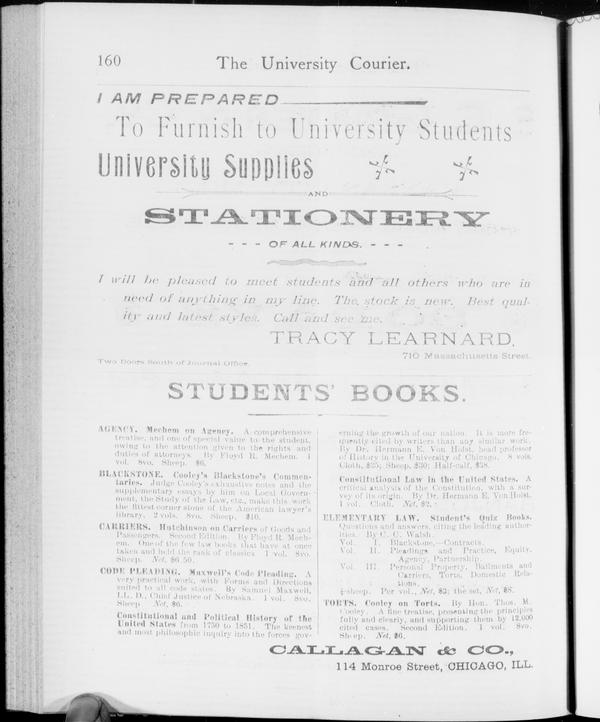 160
The University Courier.
I AM PREPARED
To Furnish to University Students
University Supplies
AND
STATIONERY
- - - OF ALL KINDS. - - -
I will be pleased to meet students and all others who are in
need of anything in my line. The stock is new. Best qual-
ity and latest styles. Call and see me.
TRACY LEARNARD,
710 Massachusetts Street.
Two Doors South of Journal Office.
STUDENTS' BOOKS.
AGENCY. Mechem on Agency. A comprehensive
treatise, and one of special value to the student,
owing to the attention given to the rights and
duties of attorneys. By Floyd R. Mechem. 1
vol. 8vo. Sheep. $6.
BLACKSTONE. Cooley's Blackstone's Commen-
taries. Judge Cooley's exhaustive notes and the
supplementary essays by him on Local Govern-
ment, the Study of the Law, etc., make this work
the fittest corner stone of the American lawyer's
library. 2 vols. 8vo. Sheep. $10.
CARRIERS. Hutchinson on Carriers of Goods and
Passengers. Second Edition. By Floyd R. Mech-
em. One of the few law books that have at once
taken and held the rank of classics. 1 vol. 8vo.
Sheep. Net, $6.50.
CODE PLEADING. Maxwell's Code Pleading. A
very practical work, with Forms and Directions
suited to all code states. By Samuel Maxwell,
LL. D., Chief Justice of Nebraska. 1 vol. 8vo.
Sheep. Net, $6.
Constitutional and Political History of the
United States from 1750 to 1851. The keenest
and most philosophic inquiry into the forces gov-
erning the growth of our nation. It is more fre-
quently cited by writers than any similar work.
By Dr. Hermann E. Von Holst, head professor
of History in the University of Chicago. 8 vols.
Cloth, $25; Sheep, $30; Half-calf, $38.
Constitutional Law in the United States. A
critical analysis of the Constitution, with a sur-
vey of its origin. By Dr. Hermann E. Von Holst.
1 vol. Cloth. Net, $2.
ELEMENTARY LAW. Student's Quiz Books.
Questions and answers, citing the leading author-
ities. By C. C. Walsh.
Vol. I. Blackstone,—Contracts.
Vol. II. Pleadings and Practice, Equity,
Agency, Partnership.
Vol. III. Personal Property, Bailments and
Carriers, Torts, Domestic Rela-
tions.
½-sheep. Per vol., Net, $3; the set, Net, $8.
TORTS. Cooley on Torts. By Hon. Thos. M.
Cooley. A fine treatise, presenting the principles
fully and clearly, and supporting them by 12,000
cited cases. Second Edition. 1 vol. 8vo.
Sheep. Net, $6.
CALLAGAN & CO.,
114 Monroe Street, CHICAGO, ILL.